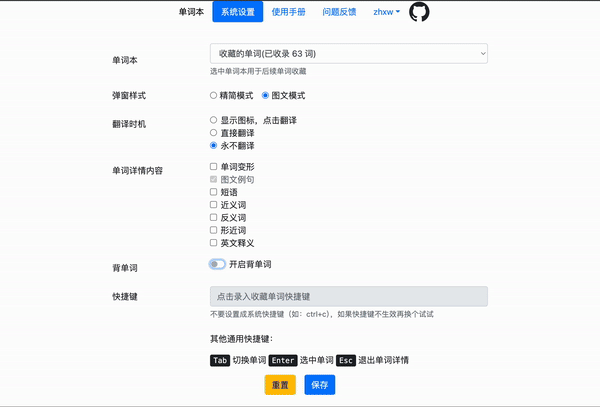 单词本 系统设置 使用手册 问题反馈 zhxw
单词本 收藏的单词(已收录 63 词)
选中单词本用于后续单词收藏
弹窗样式 精简模式 图文模式
翻译时机 显示图标，点击翻译
直接翻译
永不翻译
单词详情内容 单词变形
图文例句
短语
近义词
反义词
形近词
英文释义
背单词 开启背单词
快捷键 点击录入收藏单词快捷键
不要设置成系统快捷键（如：ctrl+c），如果快捷键不生效再换个试试
其他通用快捷键：
Tab 切换单词 Enter 选中单词 Esc 退出单词详情
重置 保存